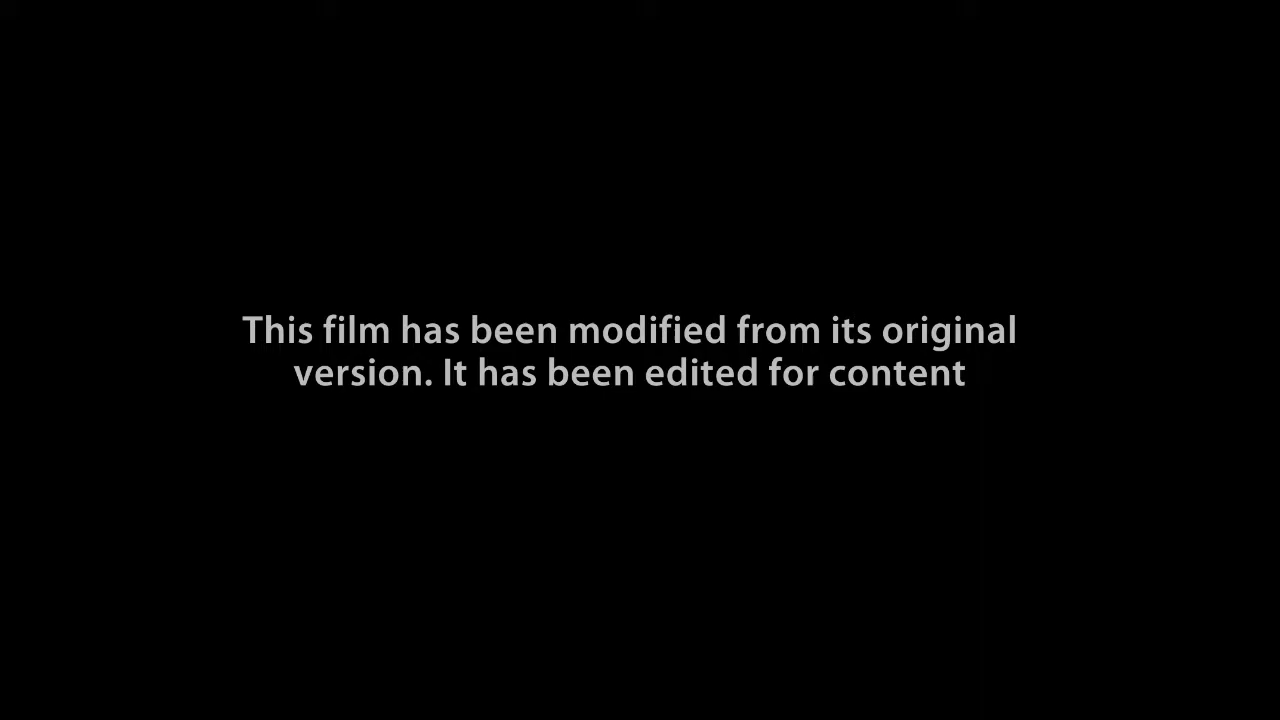 This film has been modified from its original
version. It has been edited for content